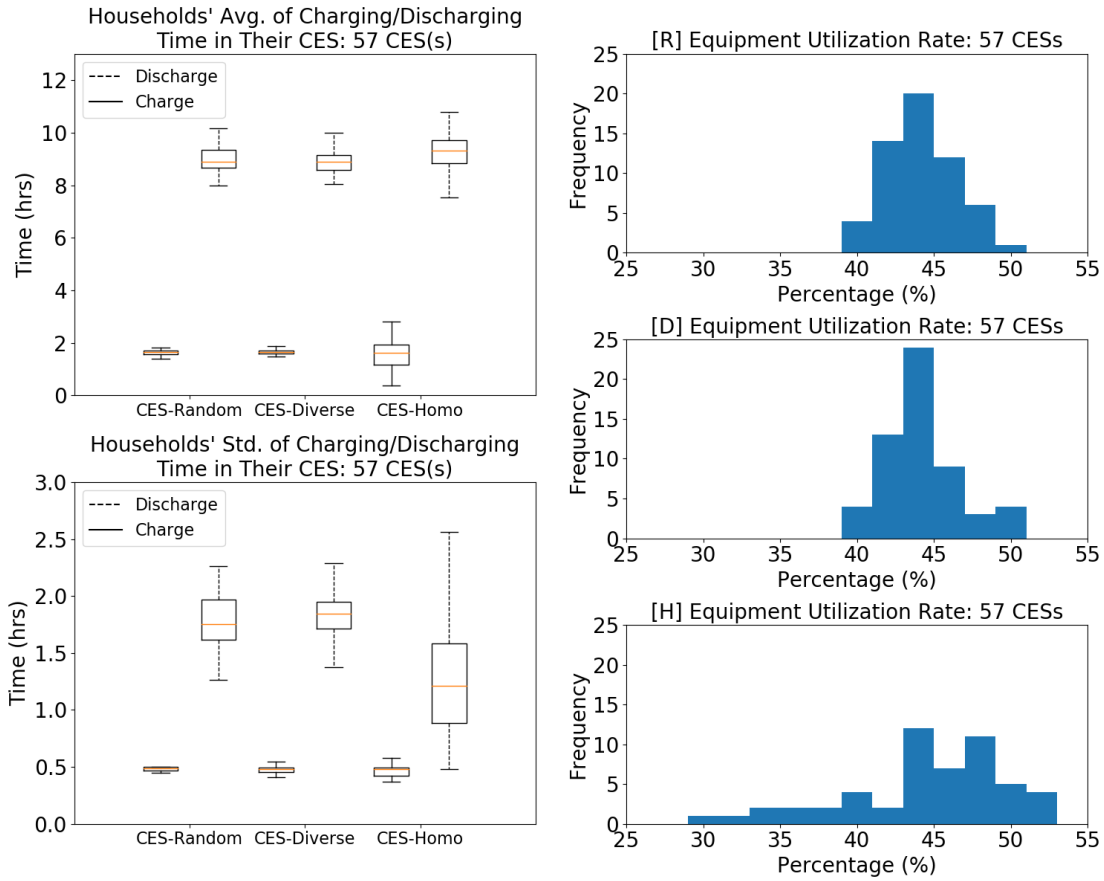 Households' Avg. of Charging/Discharging
Time in Their CES: 57 CES(s)
Discharge
Charge
Time (hrs)
12
10
8
6
4
2
0
CES-Random
CES-Diverse
CES-Homo
Households' Std. of Charging/Discharging
Time in Their CES: 57 CES(s)
Discharge
Charge
Time (hrs)
3.0
2.5
2.0
1.5
1.0
0.5
0.0
CES-Random
CES-Diverse
CES-Homo
[R] Equipment Utilization Rate: 57 CESs
Frequency
25
20
15
10
5
0
25 30 35 40 45 50 55
Percentage (%)
[D] Equipment Utilization Rate: 57 CESs
Frequency
25
20
15
10
5
0
25 30 35 40 45 50 55
Percentage (%)
[H] Equipment Utilization Rate: 57 CESs
Frequency
25
20
15
10
5
0
25 30 35 40 45 50 55
Percentage (%)